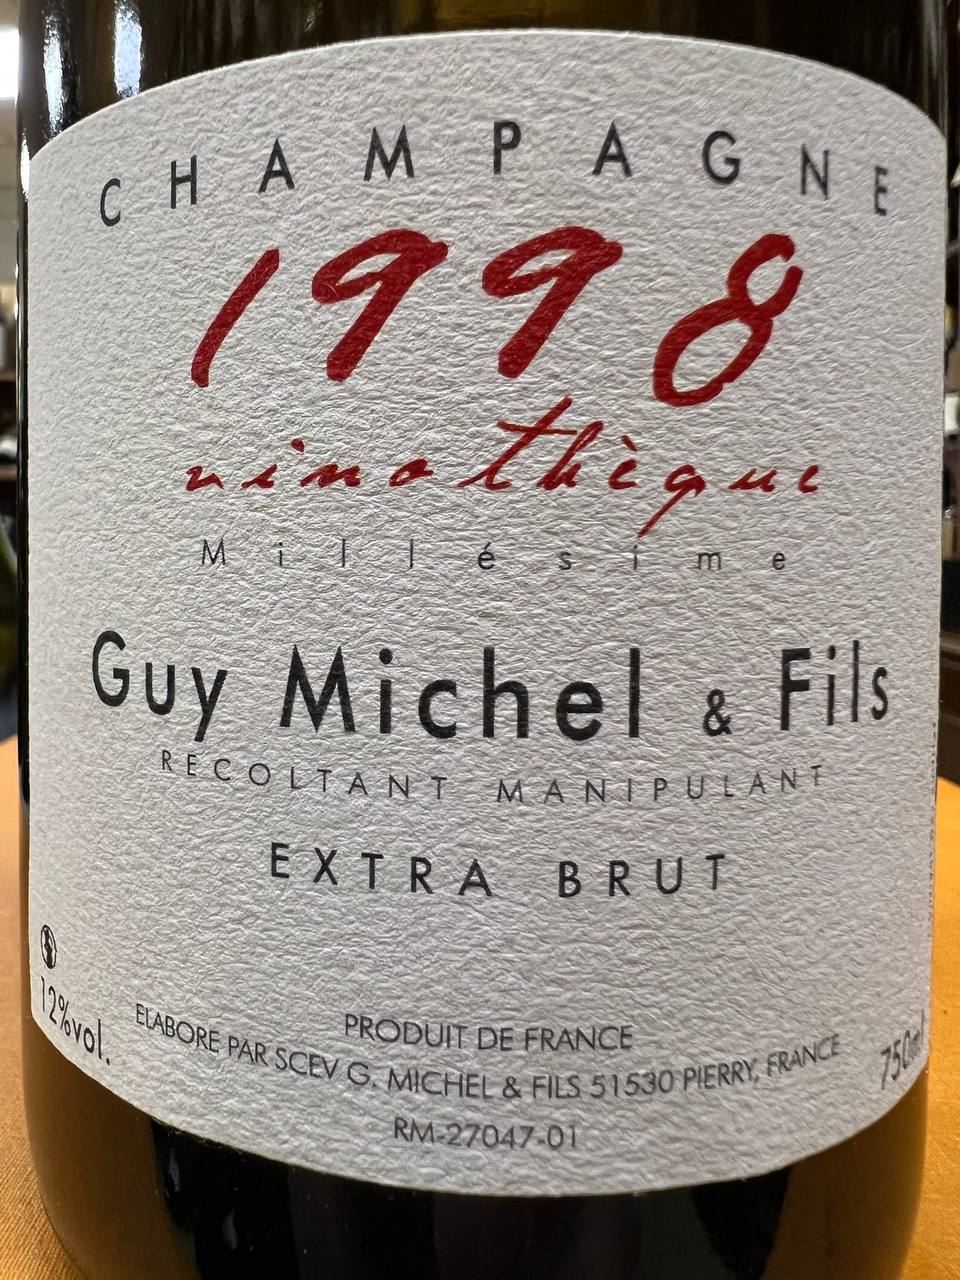 CHAMPAGNE
1998
vinothèque
Millésime
Guy Michel & Fils
RECOLTANT MANIPULANT
EXTRA BRUT
12%vol.
PRODUIT DE FRANCE
750ml
ELABORÉ PAR SCEV G. MICHEL & FILS 51530 PIERRY, FRANCE
RM-27047-01